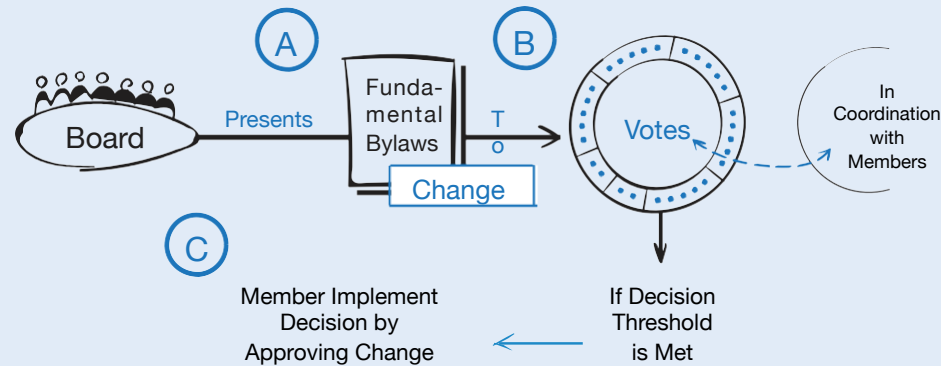 A
B
Board
Presents
Funda-
mental
Bylaws
Change
T
o
Votes
In
Coordination
with
Members
C
Member Implement
Decision by
Approving Change
If Decision
Threshold
is Met